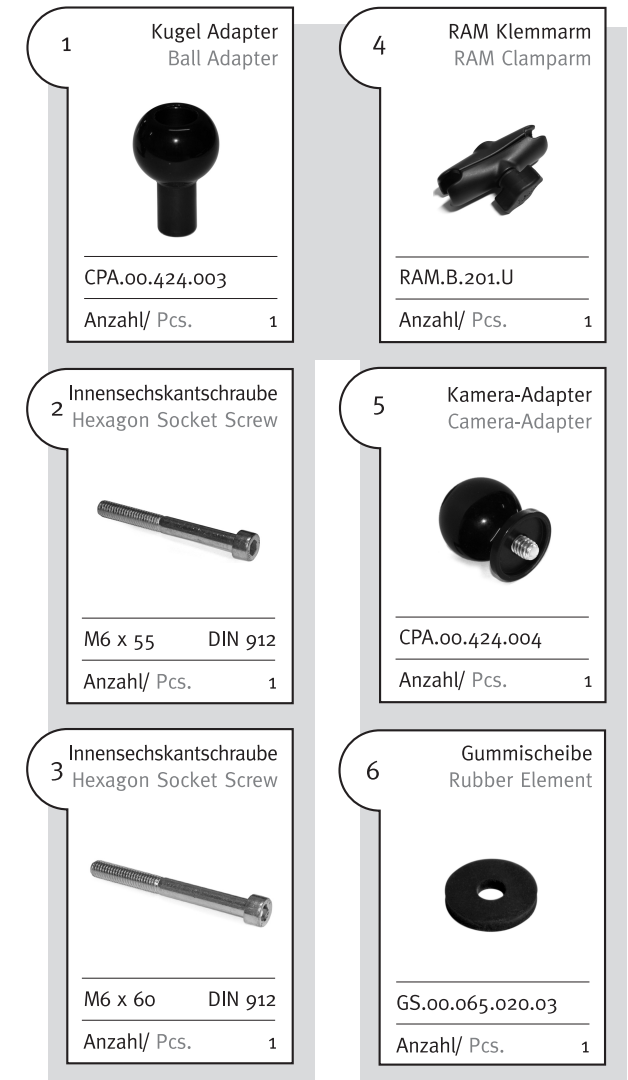 1
Kugel Adapter
Ball Adapter
CPA.00.424.003
Anzahl/ Pcs. 1
2
Innensechskantschraube
Hexagon Socket Screw
M6 x 55 DIN 912
Anzahl/ Pcs. 1
3
Innensechskantschraube
Hexagon Socket Screw
M6 x 60 DIN 912
Anzahl/ Pcs. 1
4
RAM Klemmarm
RAM Clamparm
RAM.B.201.U
Anzahl/ Pcs. 1
5
Kamera-Adapter
Camera-Adapter
CPA.00.424.004
Anzahl/ Pcs. 1
6
Gummischeibe
Rubber Element
GS.00.065.020.03
Anzahl/ Pcs. 1